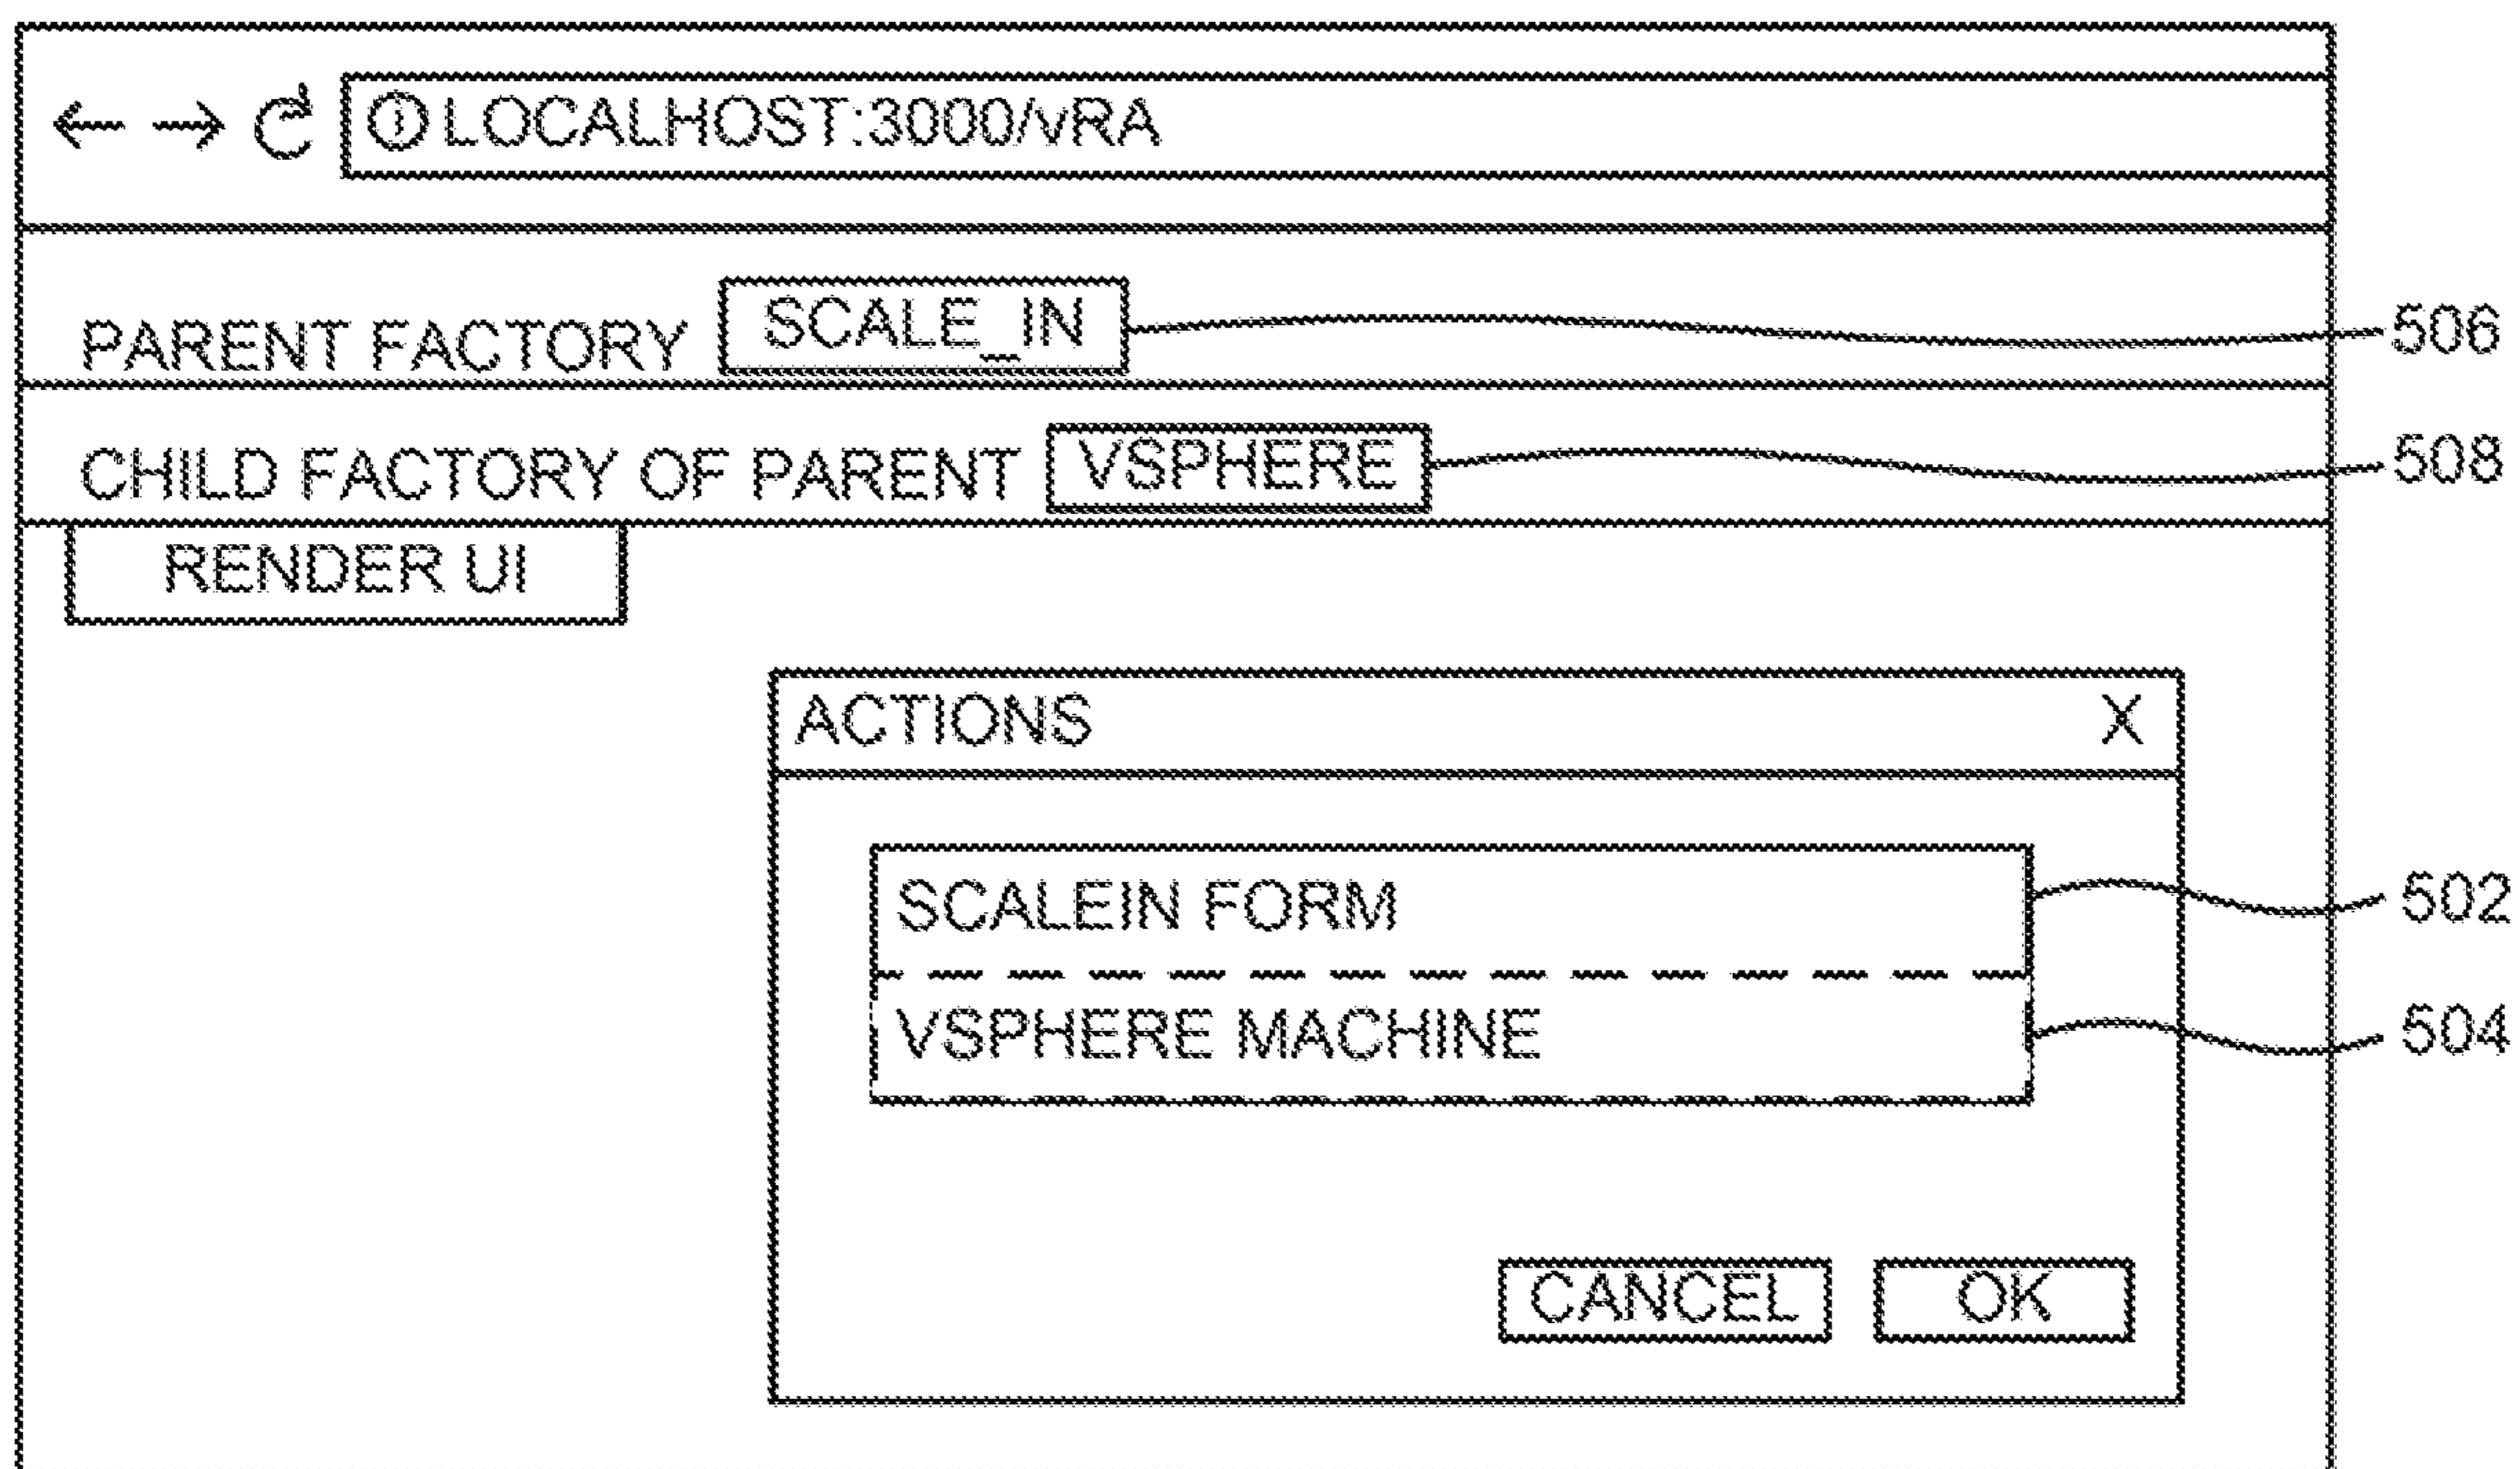 LOCALHOST:3000/vRA
PARENT FACTORY SCALE_IN 506
CHILD FACTORY OF PARENT VSPHERE 508
RENDER UI
ACTIONS X
SCALEIN FORM 502
VSPHERE MACHINE 504
CANCEL OK